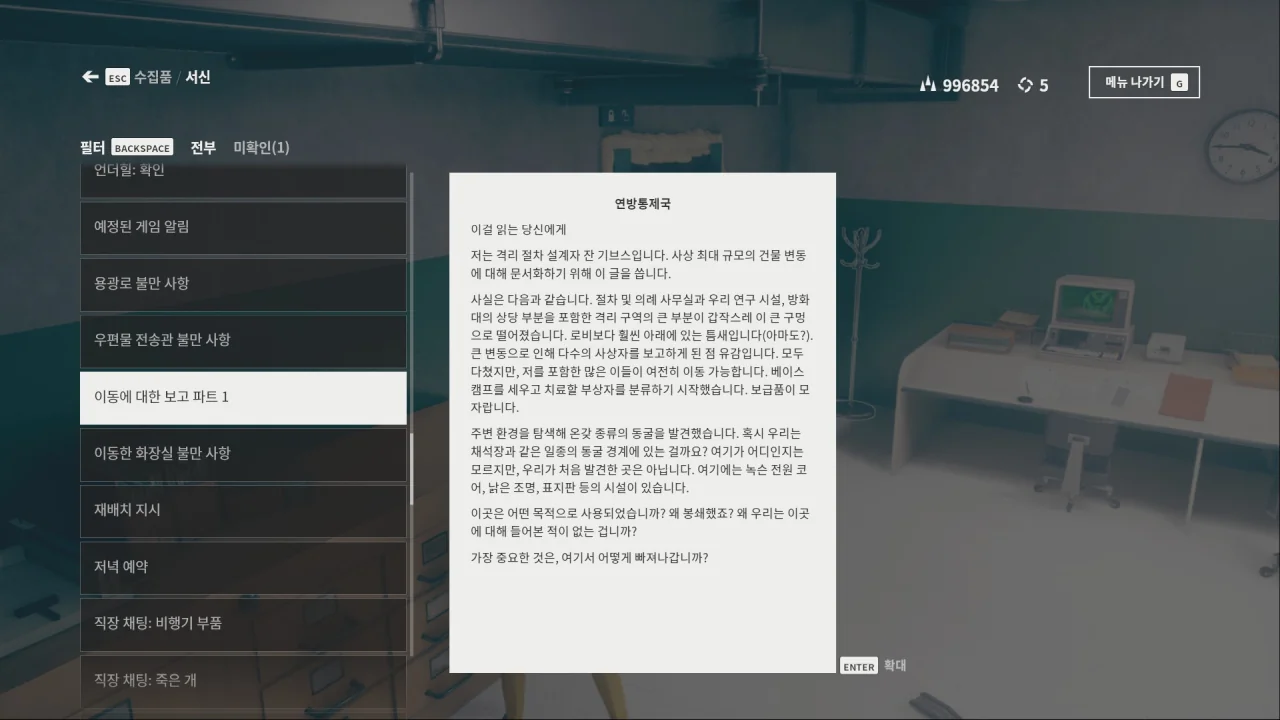 ESC 수집품 / 서신
996854 5
메뉴 나가기 G
필터 BACKSPACE 전부 미확인(1)
언더힐: 확인
예정된 게임 알림
용광로 불만 사항
우편물 전송관 불만 사항
이동에 대한 보고 파트 1
이동한 화장실 불만 사항
재배치 지시
저녁 예약
직장 채팅: 비행기 부품
직장 채팅: 죽은 개
연방통제국
이걸 읽는 당신에게
저는 격리 절차 설계자 잔 기브스입니다. 사상 최대 규모의 건물 변동
에 대해 문서화하기 위해 이 글을 씁니다.
사실은 다음과 같습니다. 절차 및 의례 사무실과 우리 연구 시설, 방화
대의 상당 부분을 포함한 격리 구역의 큰 부분이 갑작스레 이 큰 구멍
으로 떨어졌습니다. 로비보다 훨씬 아래에 있는 틈새입니다(아마도?).
큰 변동으로 인해 다수의 사상자를 보고하게 된 점 유감입니다. 모두
다쳤지만, 저를 포함한 많은 이들이 여전히 이동 가능합니다. 베이스
캠프를 세우고 치료할 부상자를 분류하기 시작했습니다. 보급품이 모
자랍니다.
주변 환경을 탐색해 온갖 종류의 동굴을 발견했습니다. 혹시 우리는
채석장과 같은 일종의 동굴 경계에 있는 걸까요? 여기가 어디인지는
모르지만, 우리가 처음 발견한 곳은 아닙니다. 여기에는 녹슨 전원 코
어, 낡은 조명, 표지판 등의 시설이 있습니다.
이곳은 어떤 목적으로 사용되었습니까? 왜 봉쇄했죠? 왜 우리는 이곳
에 대해 들어본 적이 없는 겁니까?
가장 중요한 것은, 여기서 어떻게 빠져나갑니까?
ENTER 확대